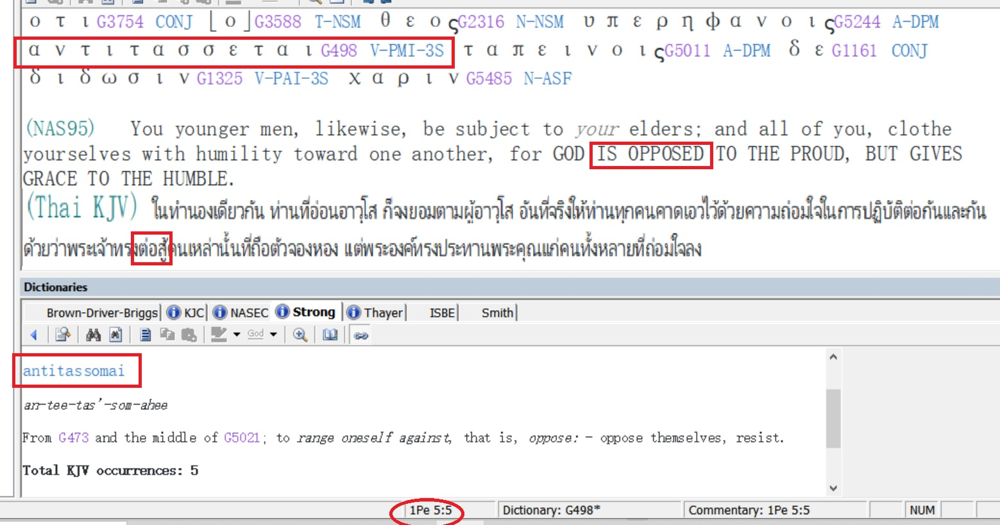 ο τ ι G3754 CONJ ⌊ ο ⌋ G3588 T-NSM θ ε ο ς G2316 N-NSM υ π ε ρ η φ α ν ο ι ς G5244 A-DPM
α ν τ ι τ α σ σ ε τ α ι G498 V-PMI-3S τ α π ε ι ν ο ι ς G5011 A-DPM δ ε G1161 CONJ
δ ι δ ω σ ι ν G1325 V-PAI-3S χ α ρ ι ν G5485 N-ASF
(NAS95) You younger men, likewise, be subject to your elders; and all of you, clothe
yourselves with humility toward one another, for GOD IS OPPOSED TO THE PROUD, BUT GIVES
GRACE TO THE HUMBLE.
(Thai KJV) ในทำนองเดียวกัน ท่านที่อ่อนอาวุโส ก็จงยอมตามผู้อาวุโส อันที่จริงให้ท่านทุกคนคาดเอวไว้ด้วยความถ่อมใจในการปฏิบัติต่อกันและกัน
ด้วยว่าพระเจ้าทรงต่อสู้คนเหล่านั้นที่ถือตัวจองหอง แต่พระองค์ทรงประทานพระคุณแก่คนทั้งหลายที่ถ่อมใจลง
Dictionaries
Brown-Driver-Briggs KJC NASEC Strong Thayer ISBE Smith
God
antitassomai
an-tee-tas'-som-ahee
From G473 and the middle of G5021; to range oneself against, that is, oppose: - oppose themselves, resist.
Total KJV occurrences: 5
1Pe 5:5 Dictionary: G498* Commentary: 1Pe 5:5 NUM